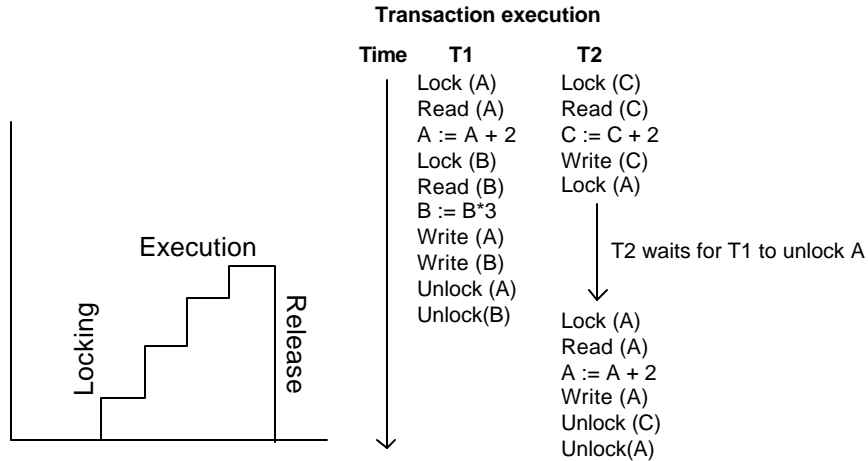 Transaction execution
Time T1 T2
Lock (A) Lock (C)
Read (A) Read (C)
A := A + 2 C := C + 2
Lock (B) Write (C)
Read (B) Lock (A)
B := B*3
Write (A)
Write (B)
Unlock (A)
Unlock(B)
T2 waits for T1 to unlock A
Lock (A)
Read (A)
A := A + 2
Write (A)
Unlock (C)
Unlock(A)
Execution
Locking
Release